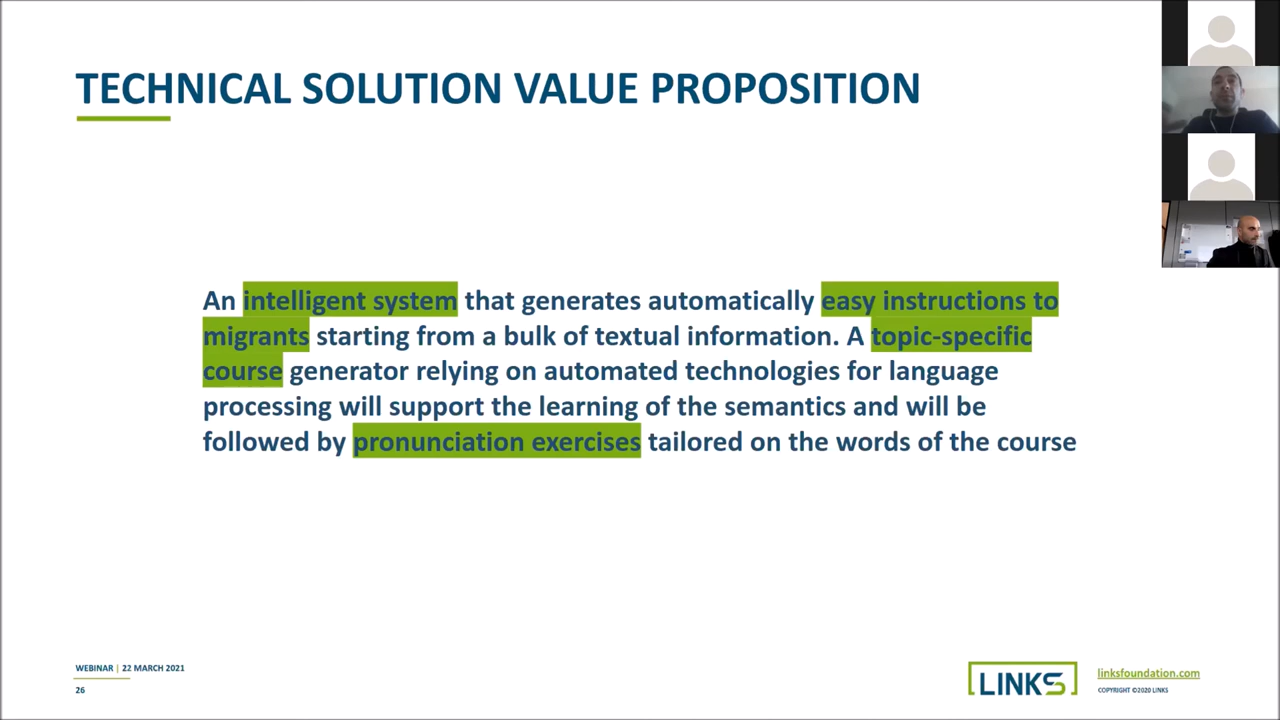 TECHNICAL SOLUTION VALUE PROPOSITION
An intelligent system that generates automatically easy instructions to
migrants starting from a bulk of textual information. A topic-specific
course generator relying on automated technologies for language
processing will support the learning of the semantics and will be
followed by pronunciation exercises tailored on the words of the course
WEBINAR | 22 MARCH 2021
26
LINKS
linksfoundation.com
COPYRIGHT ©2020 LINKS